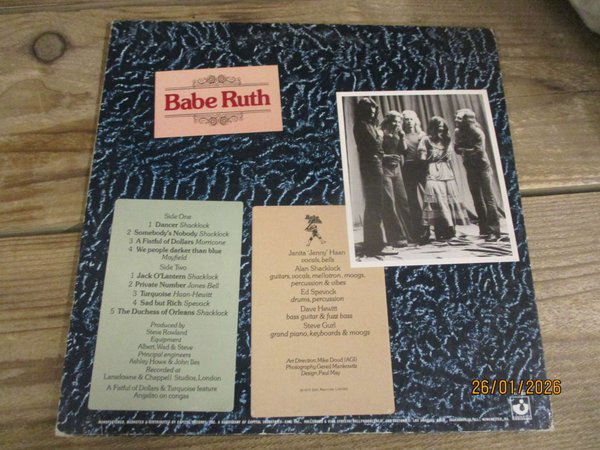 Babe Ruth
Side One
1 Dancer Shacklock
2 Somebody's Nobody Shacklock
3 A Fistful of Dollars Morricone
4 We people darker than blue
Mayfield
Side Two
1 Jack O'Lantern Shacklock
2 Private Number Jones-Bell
3 Turquoise Haan-Hewitt
4 Sad but Rich Spevock
5 The Duchess of Orleans Shacklock
Produced by
Steve Rowland
Equipment
Albert, Wad & Steve
Principal engineers
Ashley Howe & John Iles
Recorded at
Lansdowne & Chappell Studios, London
A Fistful of Dollars & Turquoise feature
Angelito on congas
Janita 'Jenny' Haan
vocals, bells
Alan Shacklock
guitars, vocals, mellotron, moogs,
percussion & vibes
Ed Spevock
drums, percussion
Dave Hewitt
bass guitar & fuzz bass
Steve Gurl
grand piano, keyboards & moogs
Art Direction, Mike Doud (AGI)
Photography, Gered Mankowitz
Design, Paul May
26/01/2026